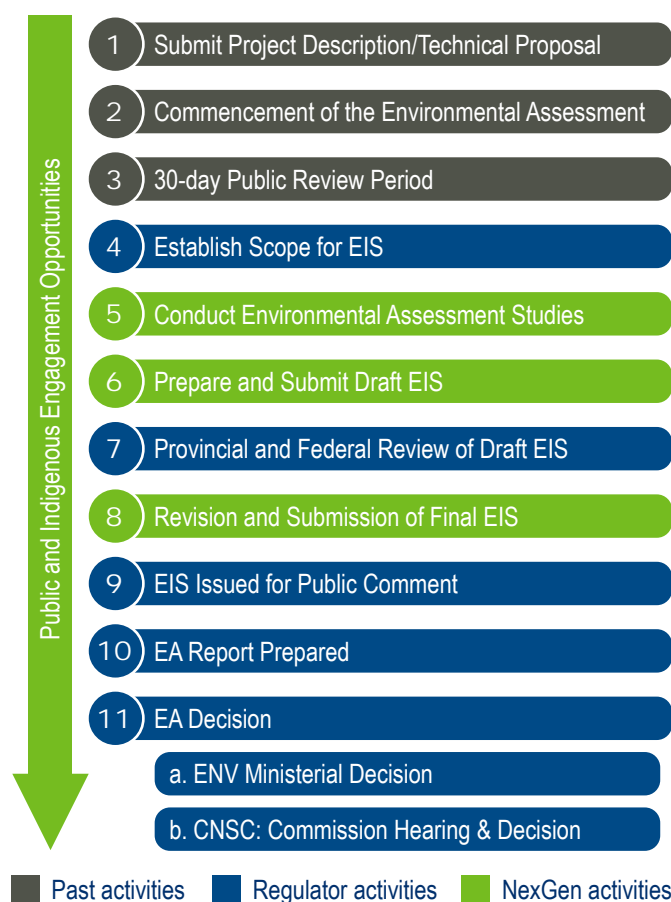 Public and Indigenous Engagement Opportunities
1 Submit Project Description/Technical Proposal
2 Commencement of the Environmental Assessment
3 30-day Public Review Period
4 Establish Scope for EIS
5 Conduct Environmental Assessment Studies
6 Prepare and Submit Draft EIS
7 Provincial and Federal Review of Draft EIS
8 Revision and Submission of Final EIS
9 EIS Issued for Public Comment
10 EA Report Prepared
11 EA Decision
a. ENV Ministerial Decision
b. CNSC: Commission Hearing & Decision
Past activities Regulator activities NexGen activities